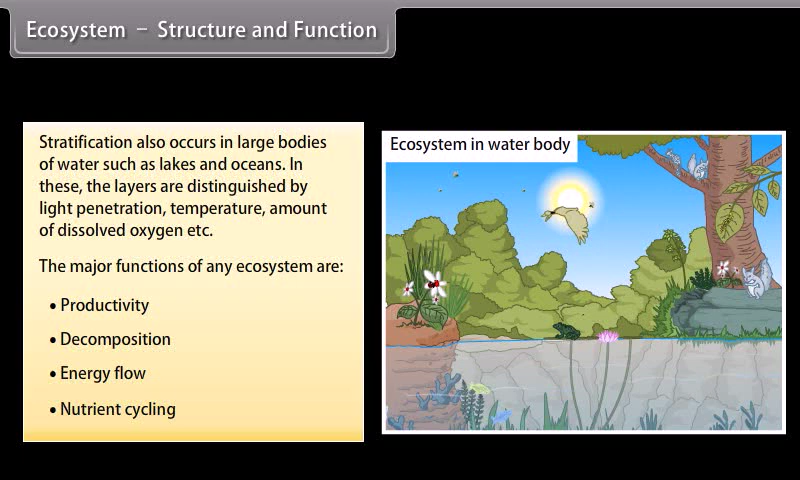 Ecosystem – Structure and Function
Stratification also occurs in large bodies
of water such as lakes and oceans. In
these, the layers are distinguished by
light penetration, temperature, amount
of dissolved oxygen etc.
The major functions of any ecosystem are:
• Productivity
• Decomposition
• Energy flow
• Nutrient cycling
Ecosystem in water body